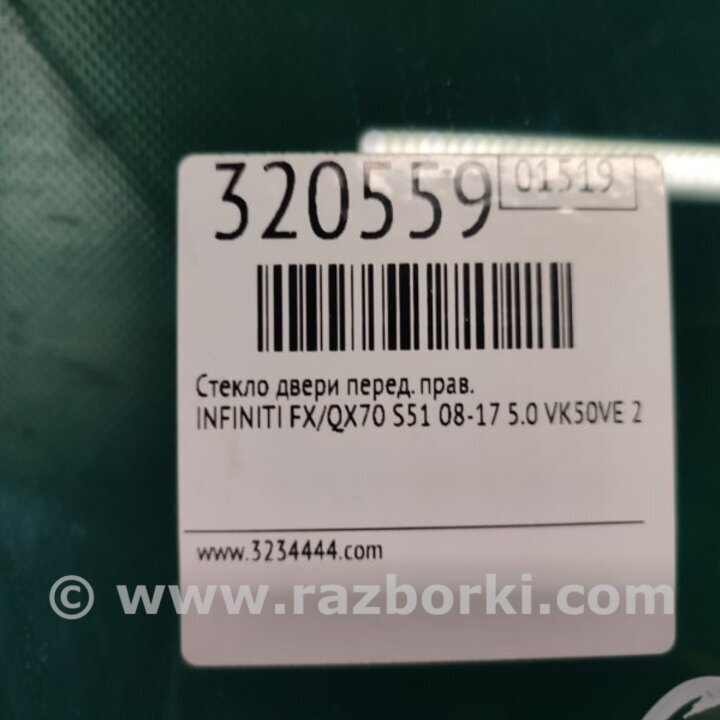 320559
01519
Стекло двери перед. прав.
INFINITI FX/QX70 S51 08-17 5.0 VK50VE 2
www.3234444.com
© www.razborki.com